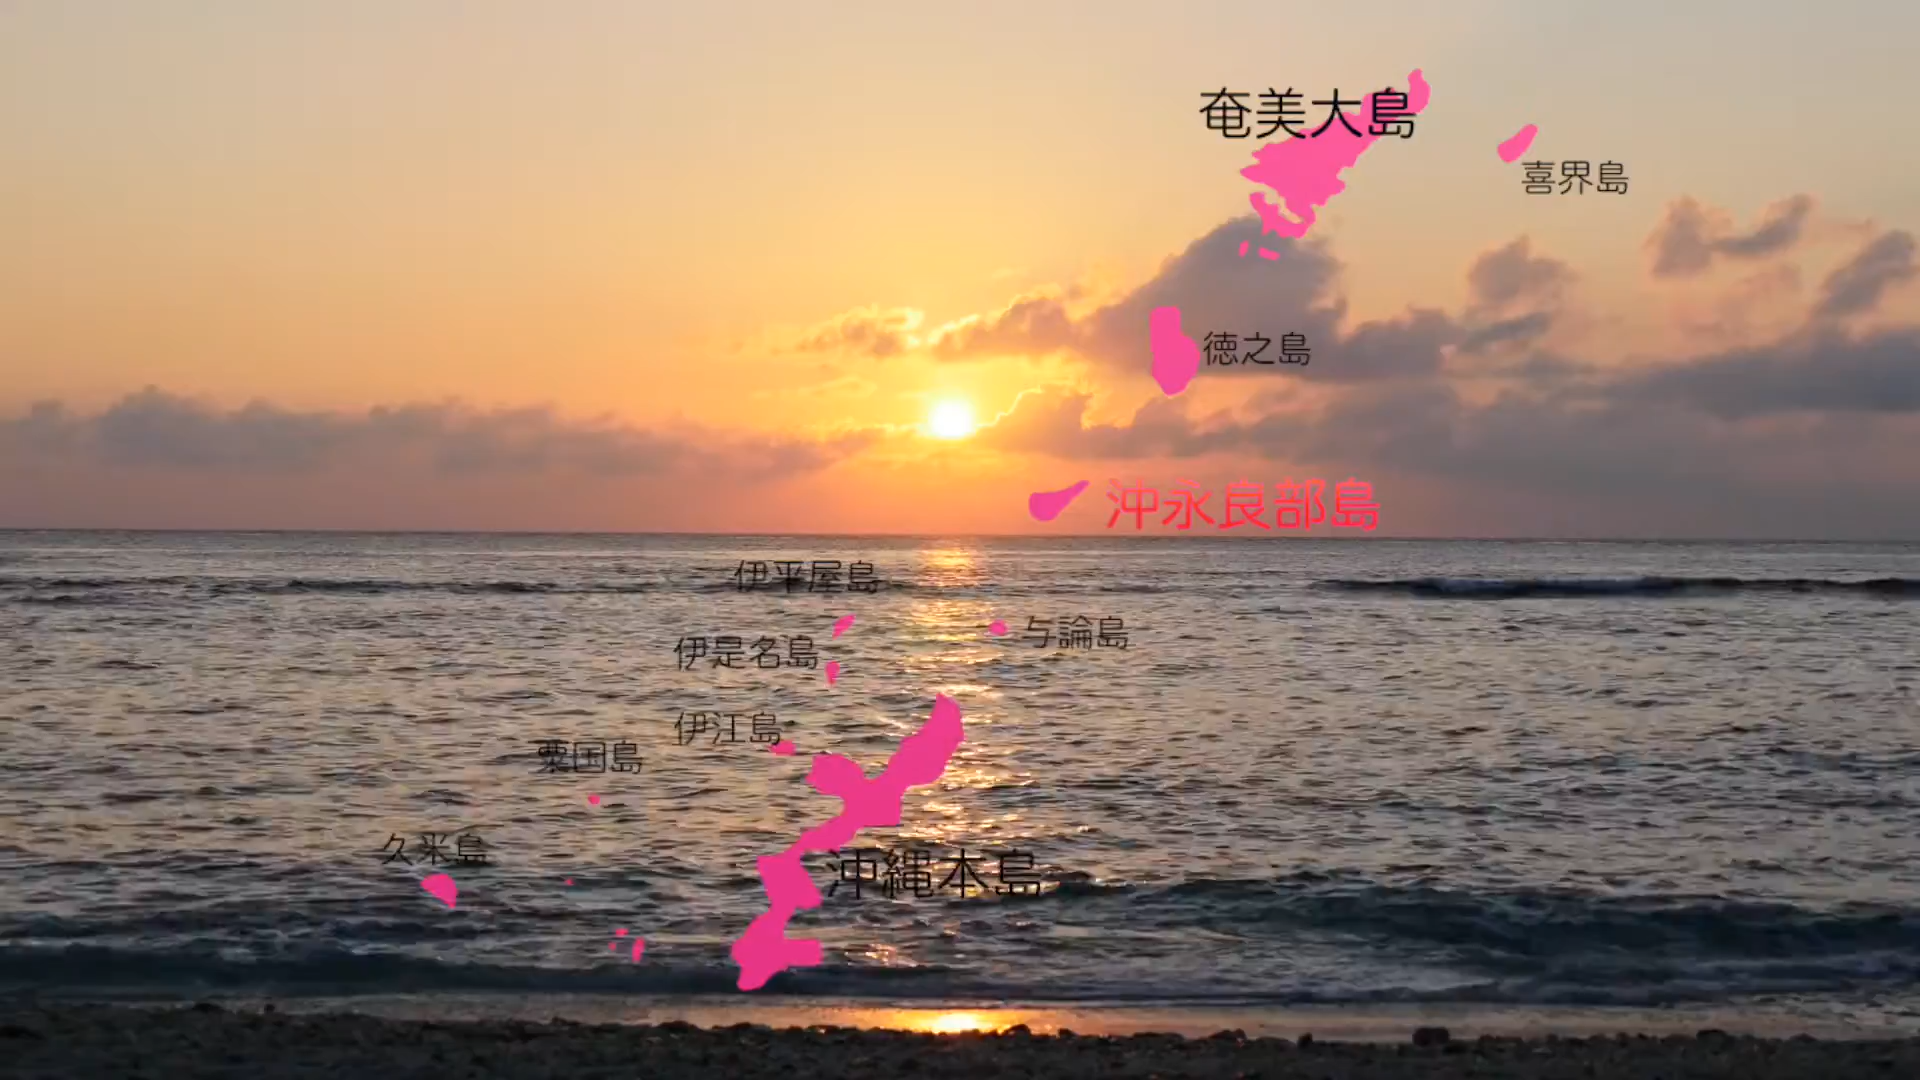 奄美大島
喜界島
徳之島
沖永良部島
伊平屋島
与論島
伊是名島
伊江島
粟国島
久米島
沖縄本島